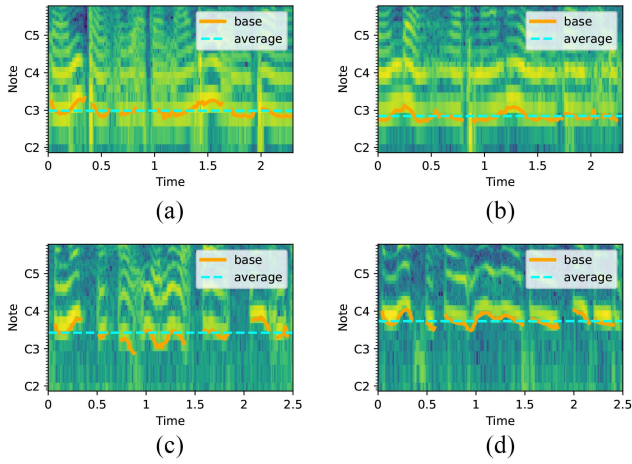 base
average
C5
C4
C3
C2
Note
0 0.5 1 1.5 2
Time
(a)
base
average
C5
C4
C3
C2
Note
0 0.5 1 1.5 2
Time
(b)
base
average
C5
C4
C3
C2
Note
0 0.5 1 1.5 2 2.5
Time
(c)
base
average
C5
C4
C3
C2
Note
0 0.5 1 1.5 2 2.5
Time
(d)